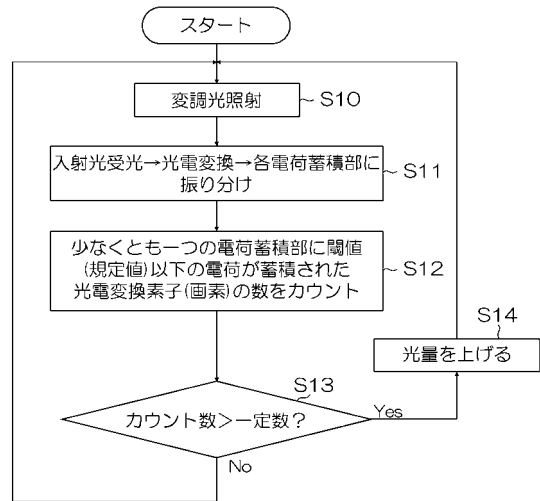 スタート
変調光照射
S10
入射光受光→光電変換→各電荷蓄積部に
振り分け
S11
少なくとも一つの電荷蓄積部に閾値
(規定値)以下の電荷が蓄積された
光電変換素子(画素)の数をカウント
S12
S14
光量を上げる
S13
カウント数>一定数?
Yes
No